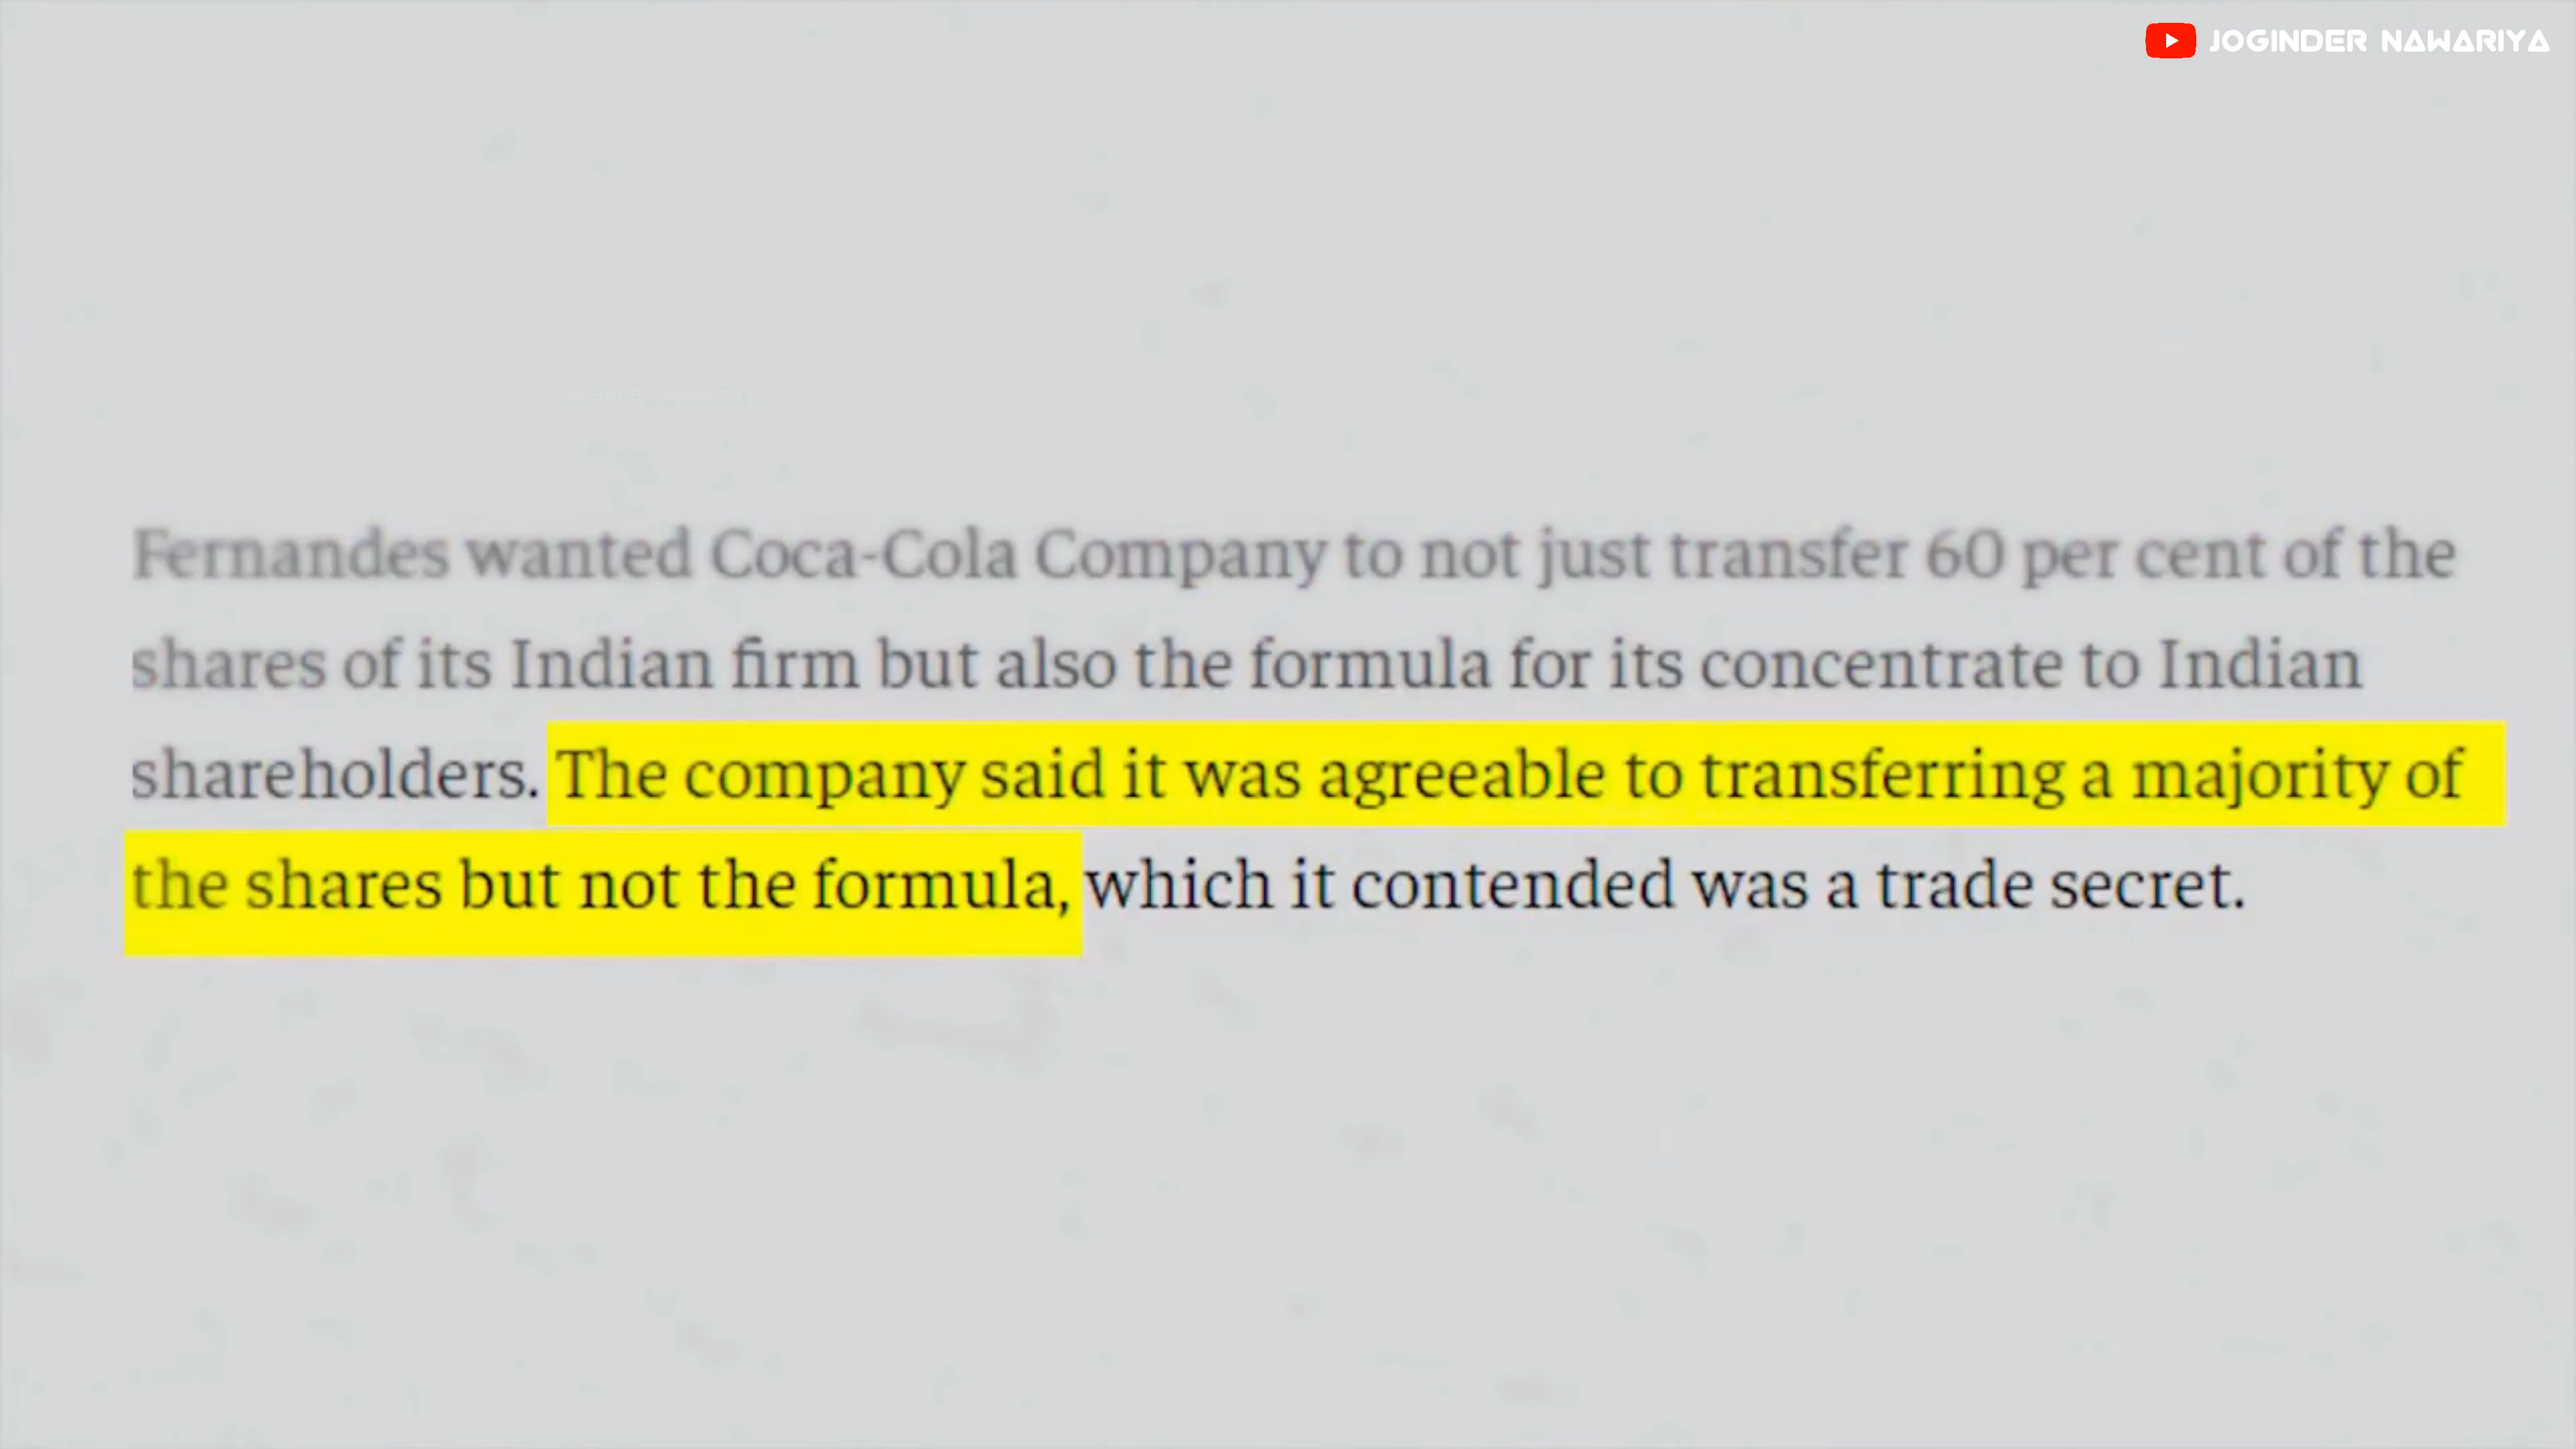 JOGINDER NAWARIYA
Fernandes wanted Coca-Cola Company to not just transfer 60 per cent of the
shares of its Indian firm but also the formula for its concentrate to Indian
shareholders. The company said it was agreeable to transferring a majority of
the shares but not the formula, which it contended was a trade secret.